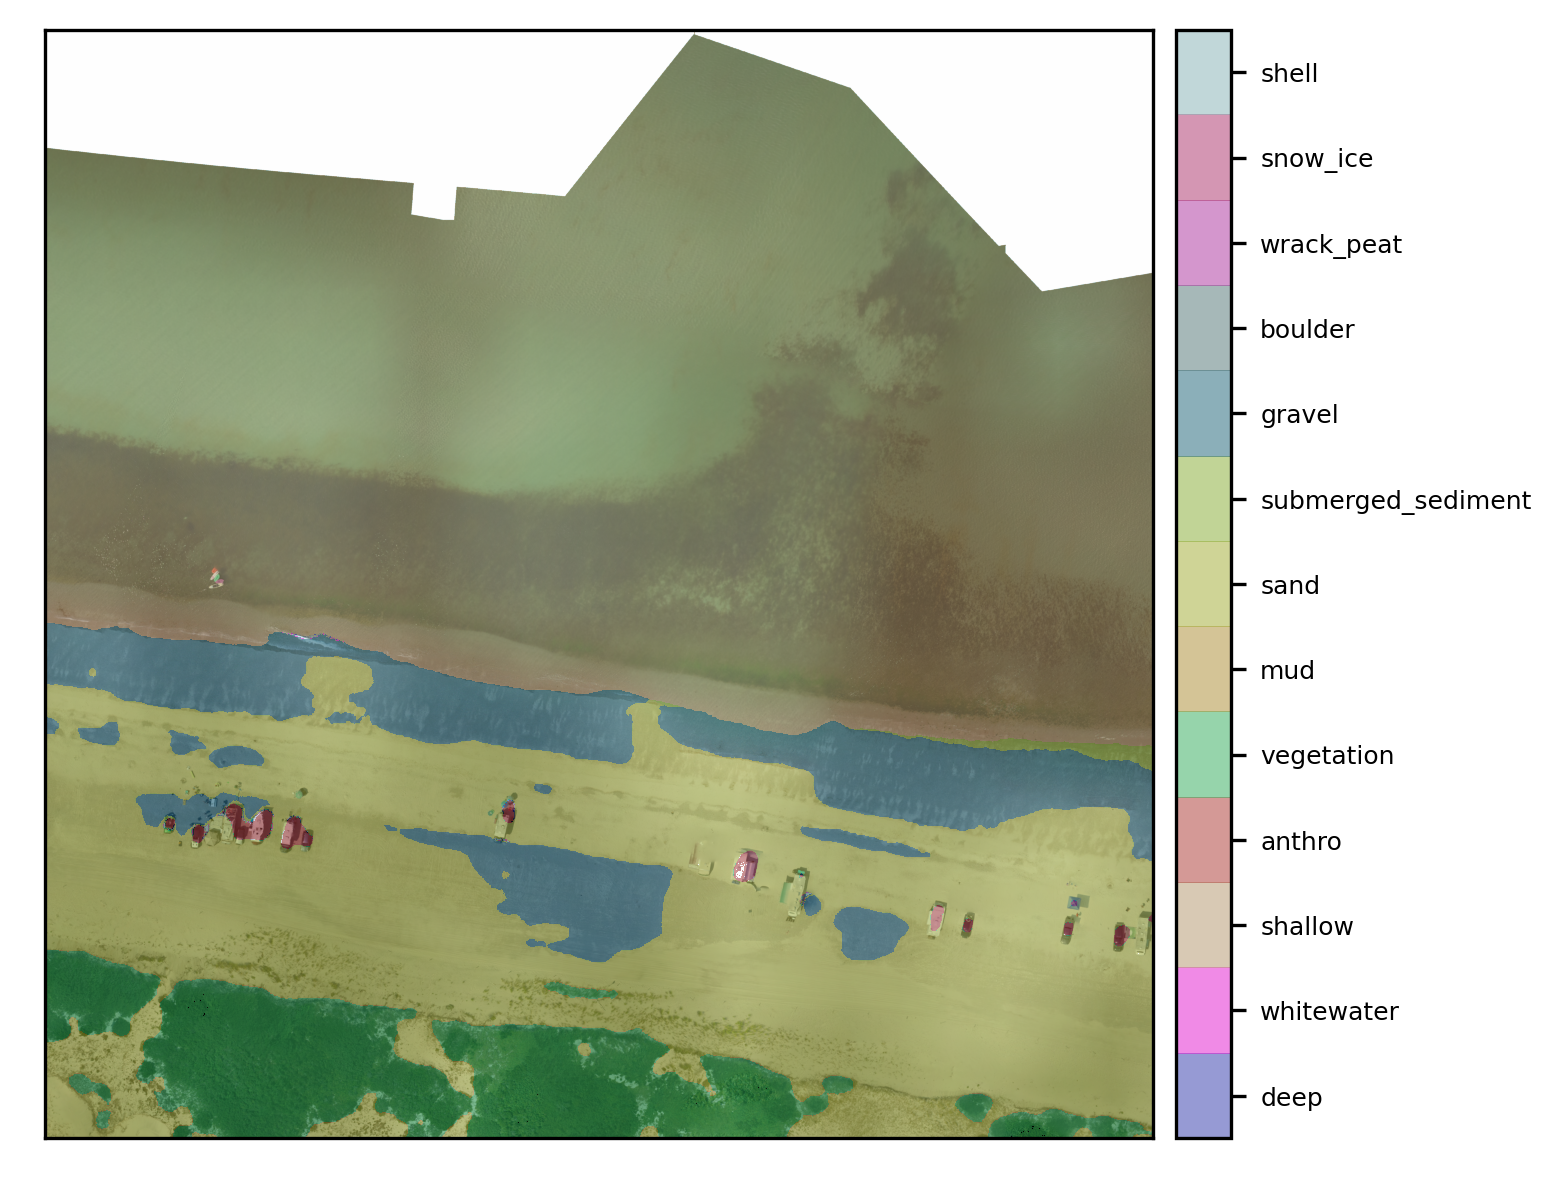 shell
snow_ice
wrack_peat
boulder
gravel
submerged_sediment
sand
mud
vegetation
anthro
shallow
whitewater
deep